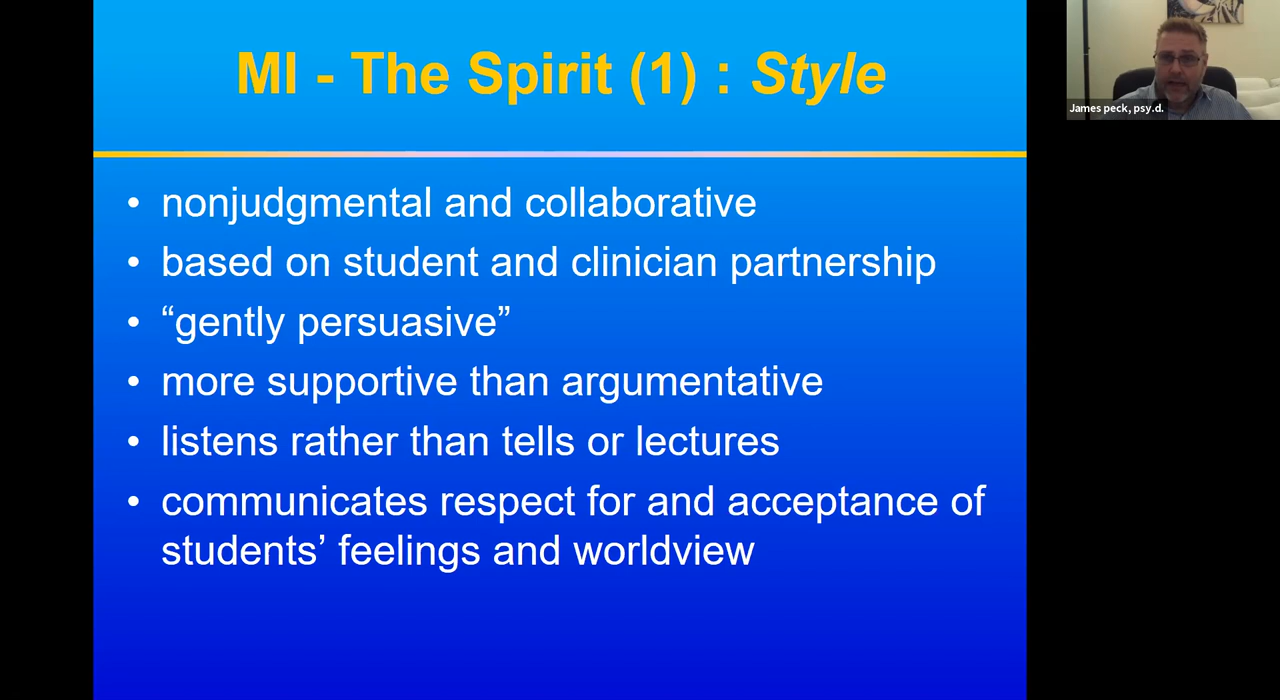 MI - The Spirit (1) : Style
• nonjudgmental and collaborative
• based on student and clinician partnership
• “gently persuasive”
• more supportive than argumentative
• listens rather than tells or lectures
• communicates respect for and acceptance of
students’ feelings and worldview
James peck, psy.d.